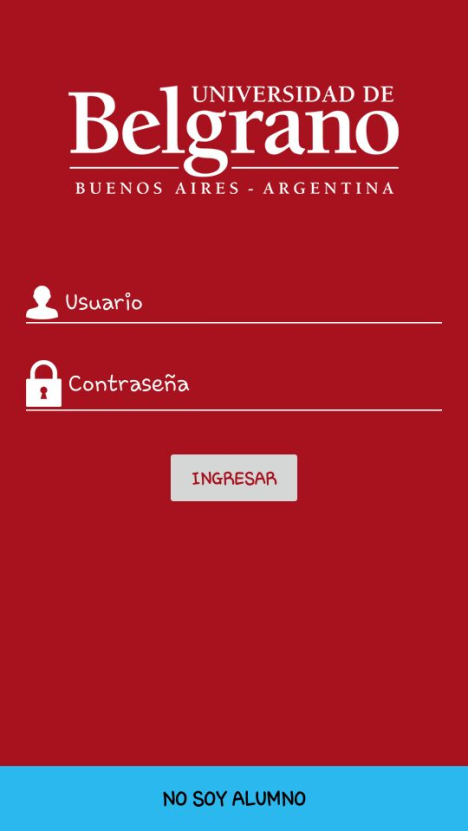 UNIVERSIDAD DE
Belgrano
BUENOS AIRES - ARGENTINA
Usuario
Contraseña
INGRESAR
NO SOY ALUMNO